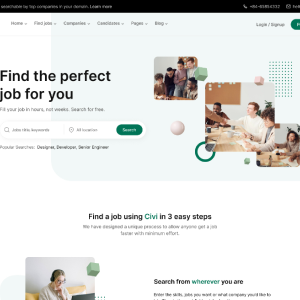 searchable by top companies in your domain. Learn more
Home Find jobs Companies Candidates Pages Blog
Login / Signup
Find the perfect
job for you
Fill your job in hours, not weeks. Search for free.
Jobs title keywords All location Search
Popular Searches: Designer, Developer, Senior Engineer
Find a job using Civi in 3 easy steps
We have designed a unique process to allow anyone get a job
faster with minimum effort.
Search from wherever you are
Enter the skills, jobs you want or what company you'd like to